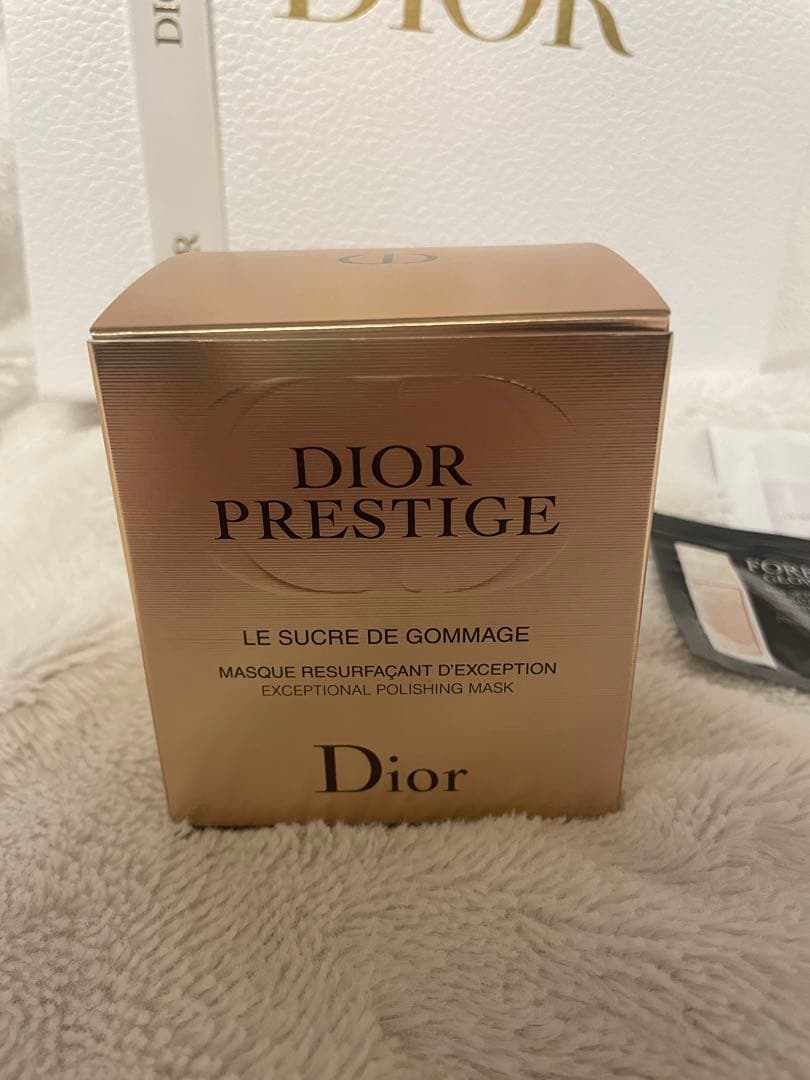 DIOR
DIOR
PRESTIGE
LE SUCRE DE GOMMAGE
MASQUE RESURFAÇANT D'EXCEPTION
EXCEPTIONAL POLISHING MASK
Dior